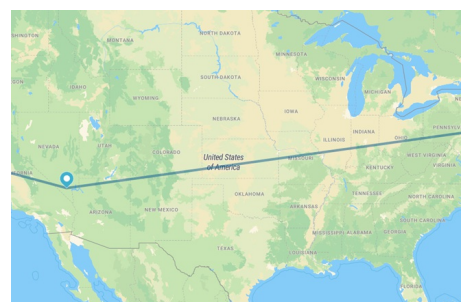 WASHINGTON
MONTANA
NORTH DAKOTA
MINNESOTA
SOUTH DAKOTA
WISCONSIN
MICHIGAN
IDAHO
WYOMING
IOWA
NEBRASKA
PENNSYLVANIA
NEVADA
UTAH
COLORADO
United States
of America
ILLINOIS
INDIANA
OHIO
WEST VIRGINIA
MISSOURI
KENTUCKY
VIRGINIA
ARIZONA
NEW MEXICO
OKLAHOMA
TENNESSEE
NORTH CAROLINA
ARKANSAS
SOUTH CAROLINA
MISSISSIPPI
ALABAMA
GEORGIA
TEXAS
LOUISIANA
FLORIDA